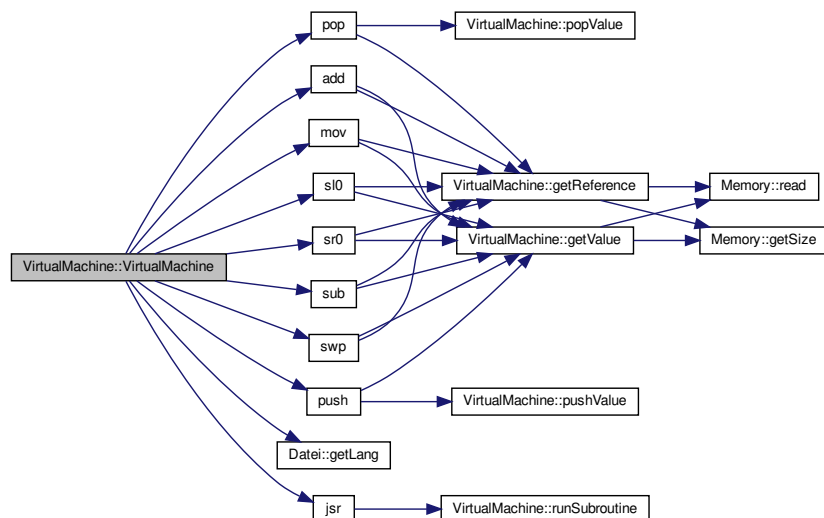 pop
VirtualMachine::popValue
add
mov
sl0
VirtualMachine::getReference
Memory::read
sr0
VirtualMachine::getValue
Memory::getSize
VirtualMachine::VirtualMachine
sub
swp
push
VirtualMachine::pushValue
Datei::getLang
jsr
VirtualMachine::runSubroutine